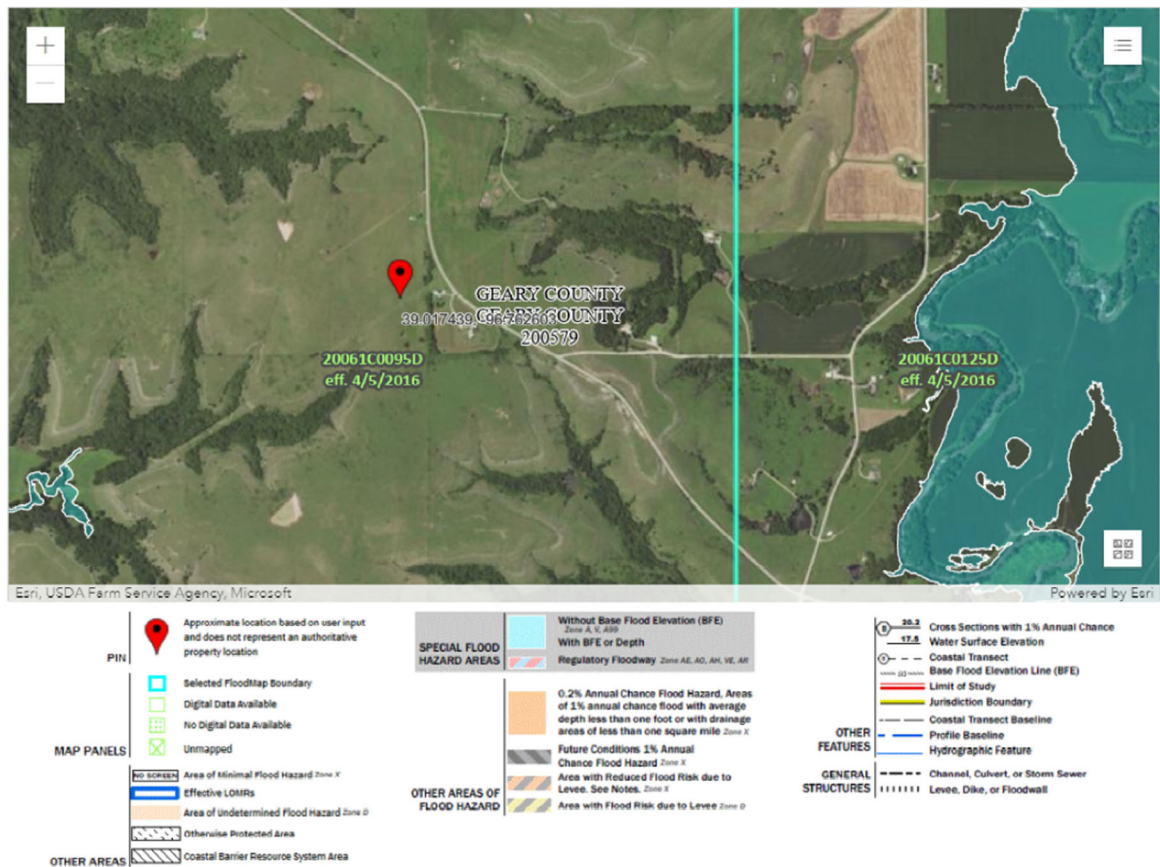 +
−
GEARY COUNTY
GEARY COUNTY
39.017439, -96.762603
200579
20061C0095D
eff. 4/5/2016
20061C0125D
eff. 4/5/2016
Esri, USDA Farm Service Agency, Microsoft
Powered by Esri
PIN
Approximate location based on user input
and does not represent an authoritative
property location
MAP PANELS
Selected FloodMap Boundary
Digital Data Available
No Digital Data Available
Unmapped
OTHER AREAS
NO SCREEN Area of Minimal Flood Hazard Zone X
Effective LOMRs
Area of Undetermined Flood Hazard Zone D
Otherwise Protected Area
Coastal Barrier Resource System Area
SPECIAL FLOOD
HAZARD AREAS
Without Base Flood Elevation (BFE)
Zone A, V, A99
With BFE or Depth
Regulatory Floodway Zone AE, AO, AH, VE, AR
OTHER AREAS OF
FLOOD HAZARD
0.2% Annual Chance Flood Hazard, Areas
of 1% annual chance flood with average
depth less than one foot or with drainage
areas of less than one square mile Zone X
Future Conditions 1% Annual
Chance Flood Hazard Zone X
Area with Reduced Flood Risk due to
Levee. See Notes. Zone X
Area with Flood Risk due to Levee Zone D
OTHER
FEATURES
20.2 Cross Sections with 1% Annual Chance
17.5 Water Surface Elevation
Coastal Transect
Base Flood Elevation Line (BFE)
Limit of Study
Jurisdiction Boundary
Coastal Transect Baseline
Profile Baseline
Hydrographic Feature
GENERAL
STRUCTURES
Channel, Culvert, or Storm Sewer
Levee, Dike, or Floodwall